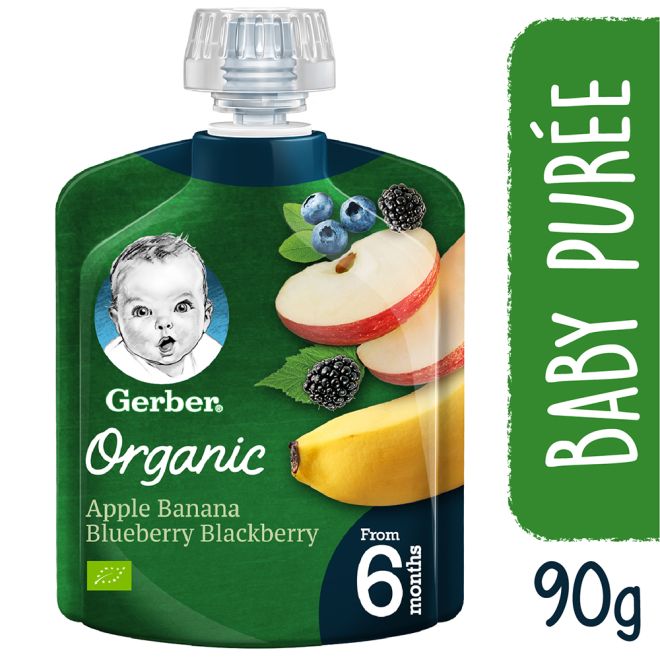 Gerber®
Organic
Apple Banana
Blueberry Blackberry
From
6
months
BABY PURÉE
90g